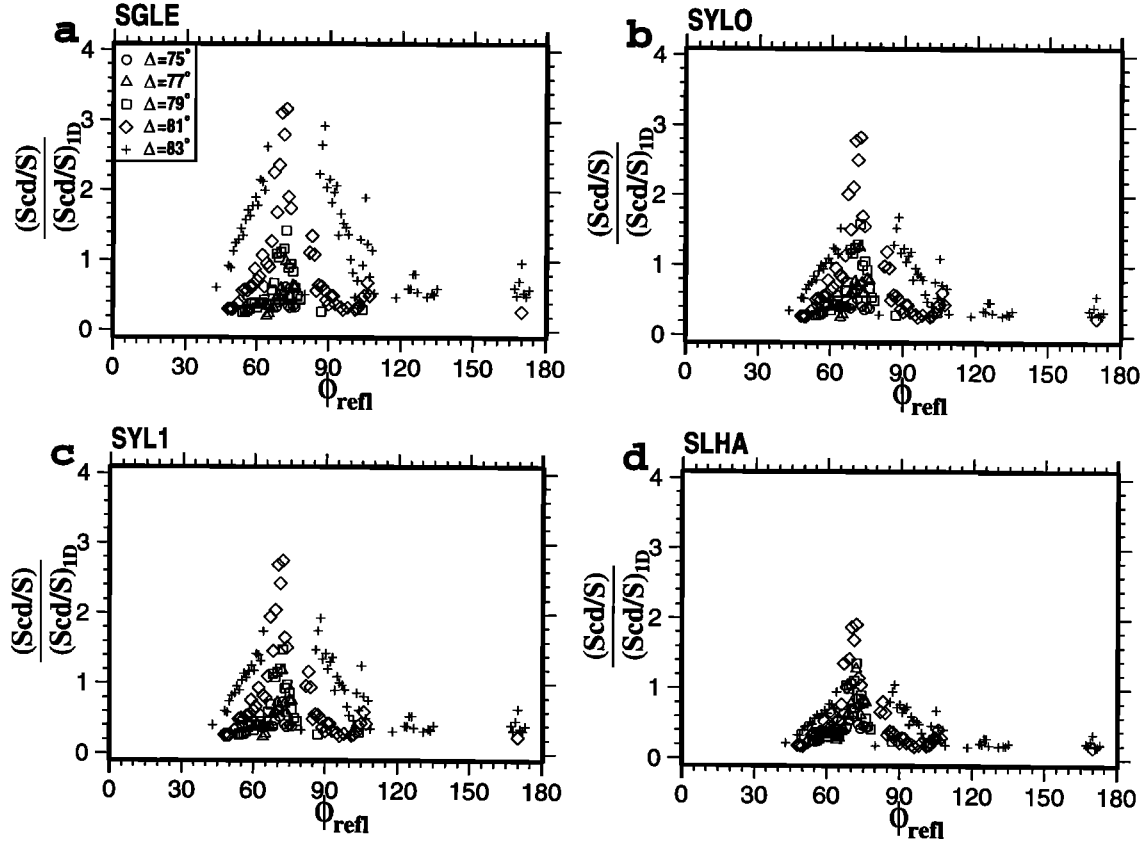 a SGLE
4
3
2
1
0
Δ=75°
Δ=77°
Δ=79°
Δ=81°
Δ=83°
(Scd/S)
(Scd/S)1D
0 30 60 90 120 150 180
ϕrefl
b SYLO
4
3
2
1
0
(Scd/S)
(Scd/S)1D
0 30 60 90 120 150 180
ϕrefl
c SYL1
4
3
2
1
0
(Scd/S)
(Scd/S)1D
0 30 60 90 120 150 180
ϕrefl
d SLHA
4
3
2
1
0
(Scd/S)
(Scd/S)1D
0 30 60 90 120 150 180
ϕrefl